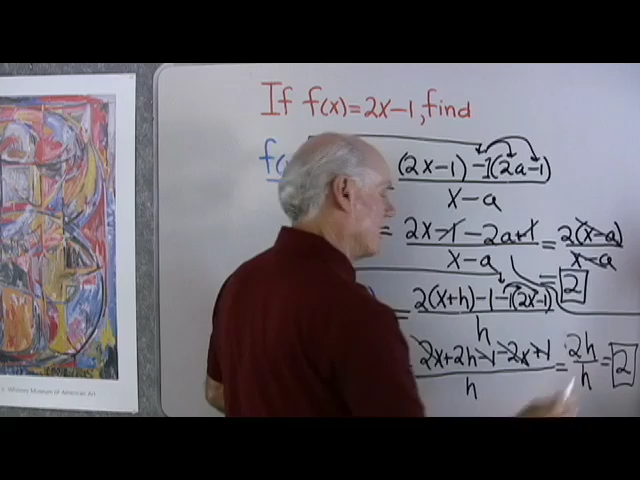 If f(x)=2x-1, find
f( (2x-1) -1(2a-1)
x-a
= 2x-1-2a+1 = 2(x-a)
x-a x-a
= 2
= 2(x+h)-1-1(2x-1)
h
= 2x+2h-1-2x+1 = 2h = 2
h h
Whitney Museum of American Art